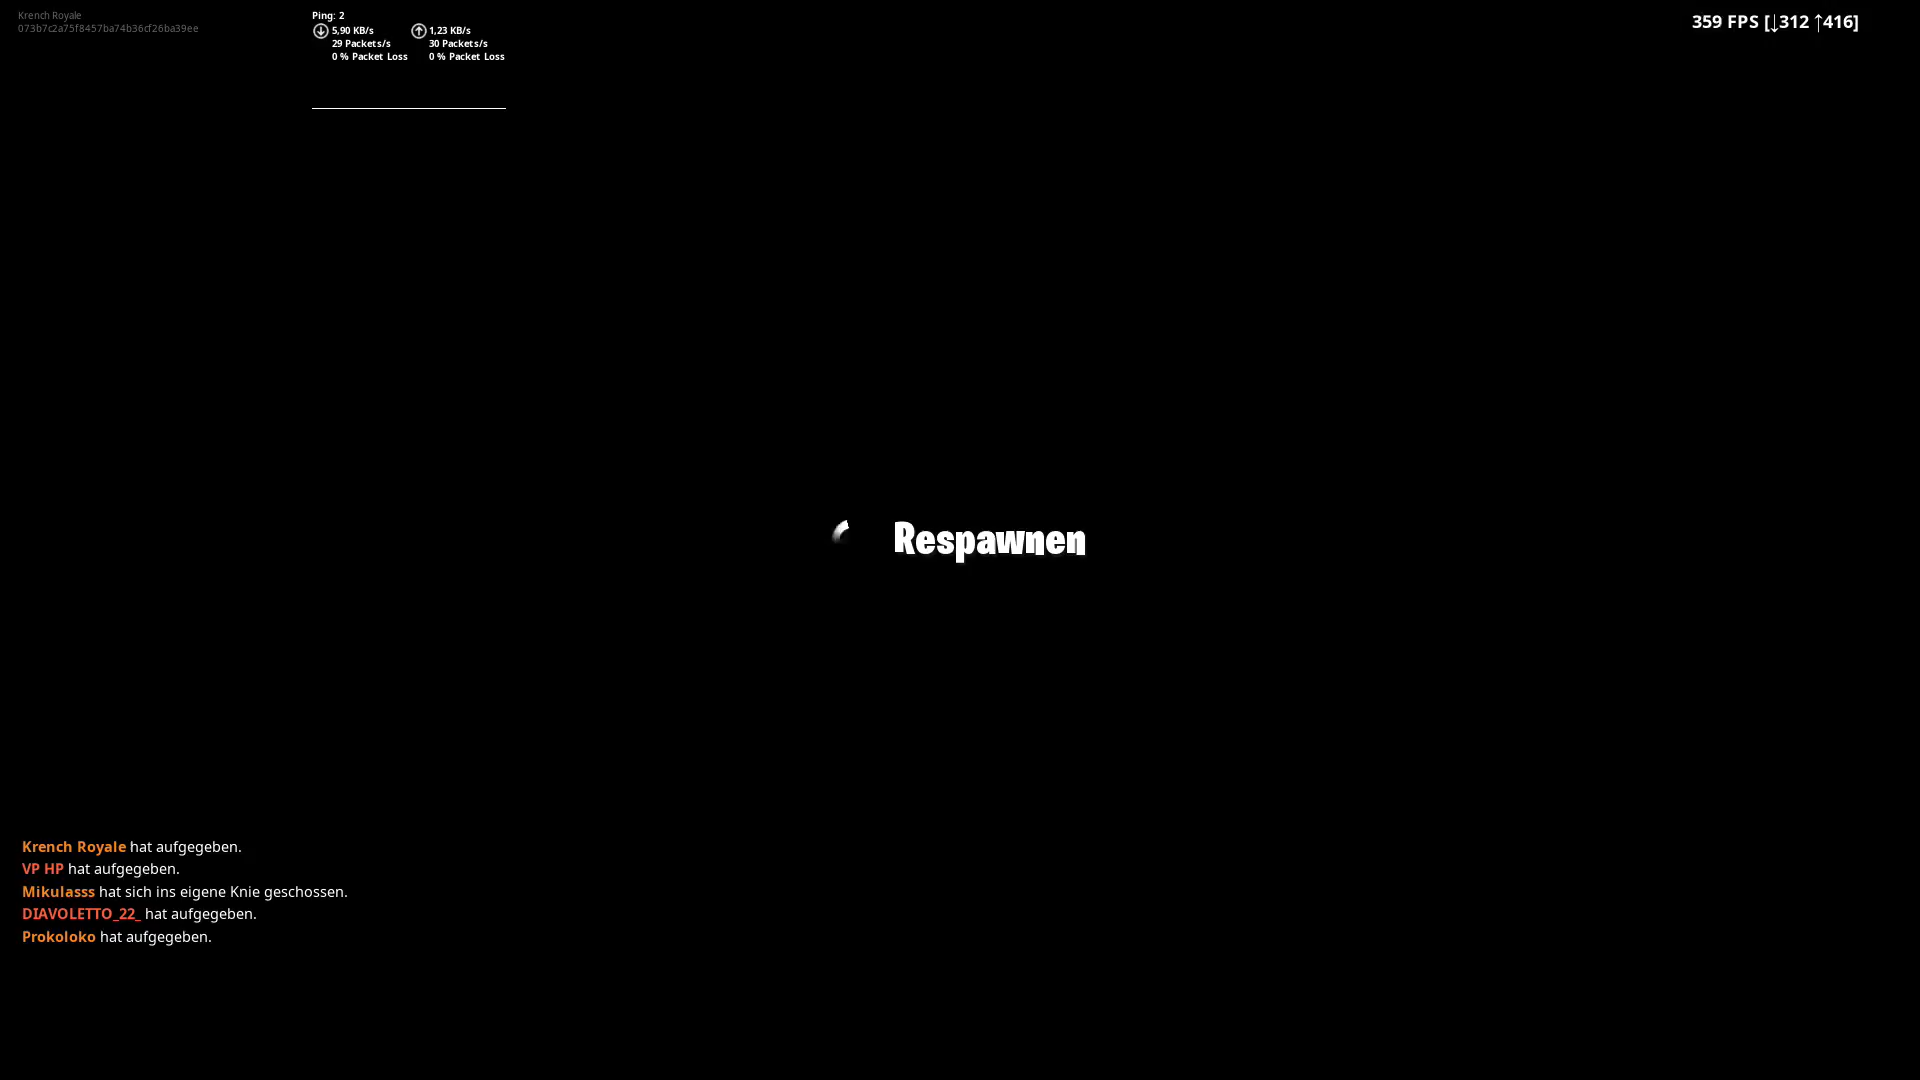 Krench Royale
073b7c2a75f8457ba74b36cf26ba39ee
Ping: 2
5,90 KB/s 1,23 KB/s
29 Packets/s 30 Packets/s
0 % Packet Loss 0 % Packet Loss
359 FPS [↓312 ↑416]
Respawnen
Krench Royale hat aufgegeben.
VP HP hat aufgegeben.
Mikulasss hat sich ins eigene Knie geschossen.
DIAVOLETTO_22_ hat aufgegeben.
Prokoloko hat aufgegeben.